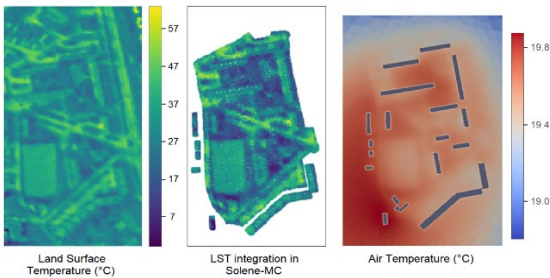 57
47
37
27
17
7
19.8
19.4
19.0
Land Surface
Temperature (°C)
LST integration in
Solene-MC
Air Temperature (°C)